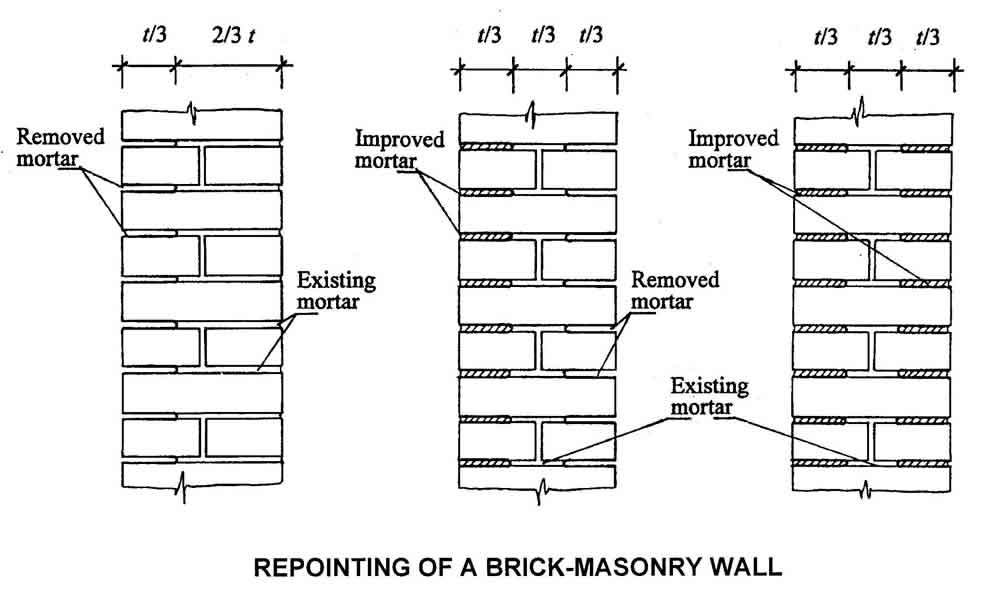 t/3 2/3 t
t/3 t/3 t/3
t/3 t/3 t/3
Removed
mortar
Existing
mortar
Improved
mortar
Removed
mortar
Existing
mortar
Improved
mortar
REPOINTING OF A BRICK-MASONRY WALL